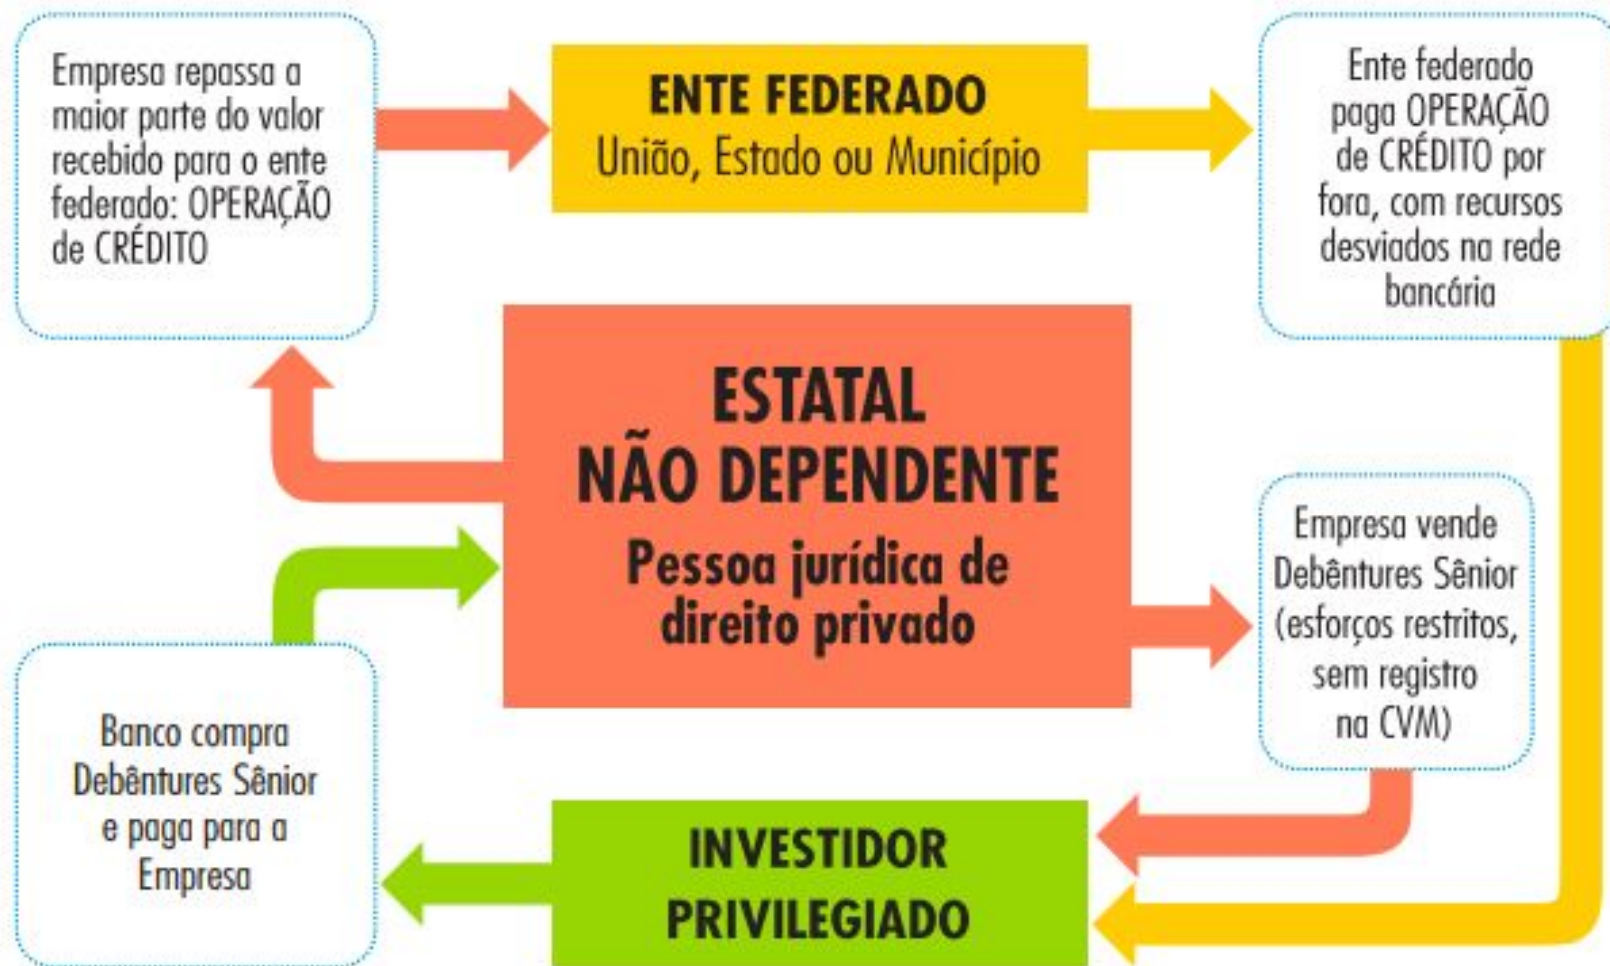 Empresa repassa a
maior parte do valor
recebido para o ente
federado: OPERAÇÃO
de CRÉDITO
ENTE FEDERADO
União, Estado ou Município
Ente federado
paga OPERAÇÃO
de CRÉDITO por
fora, com recursos
desviados na rede
bancária
ESTATAL
NÃO DEPENDENTE
Pessoa jurídica de
direito privado
Empresa vende
Debêntures Sênior
(esforços restritos,
sem registro
na CVM)
Banco compra
Debêntures Sênior
e paga para a
Empresa
INVESTIDOR
PRIVILEGIADO